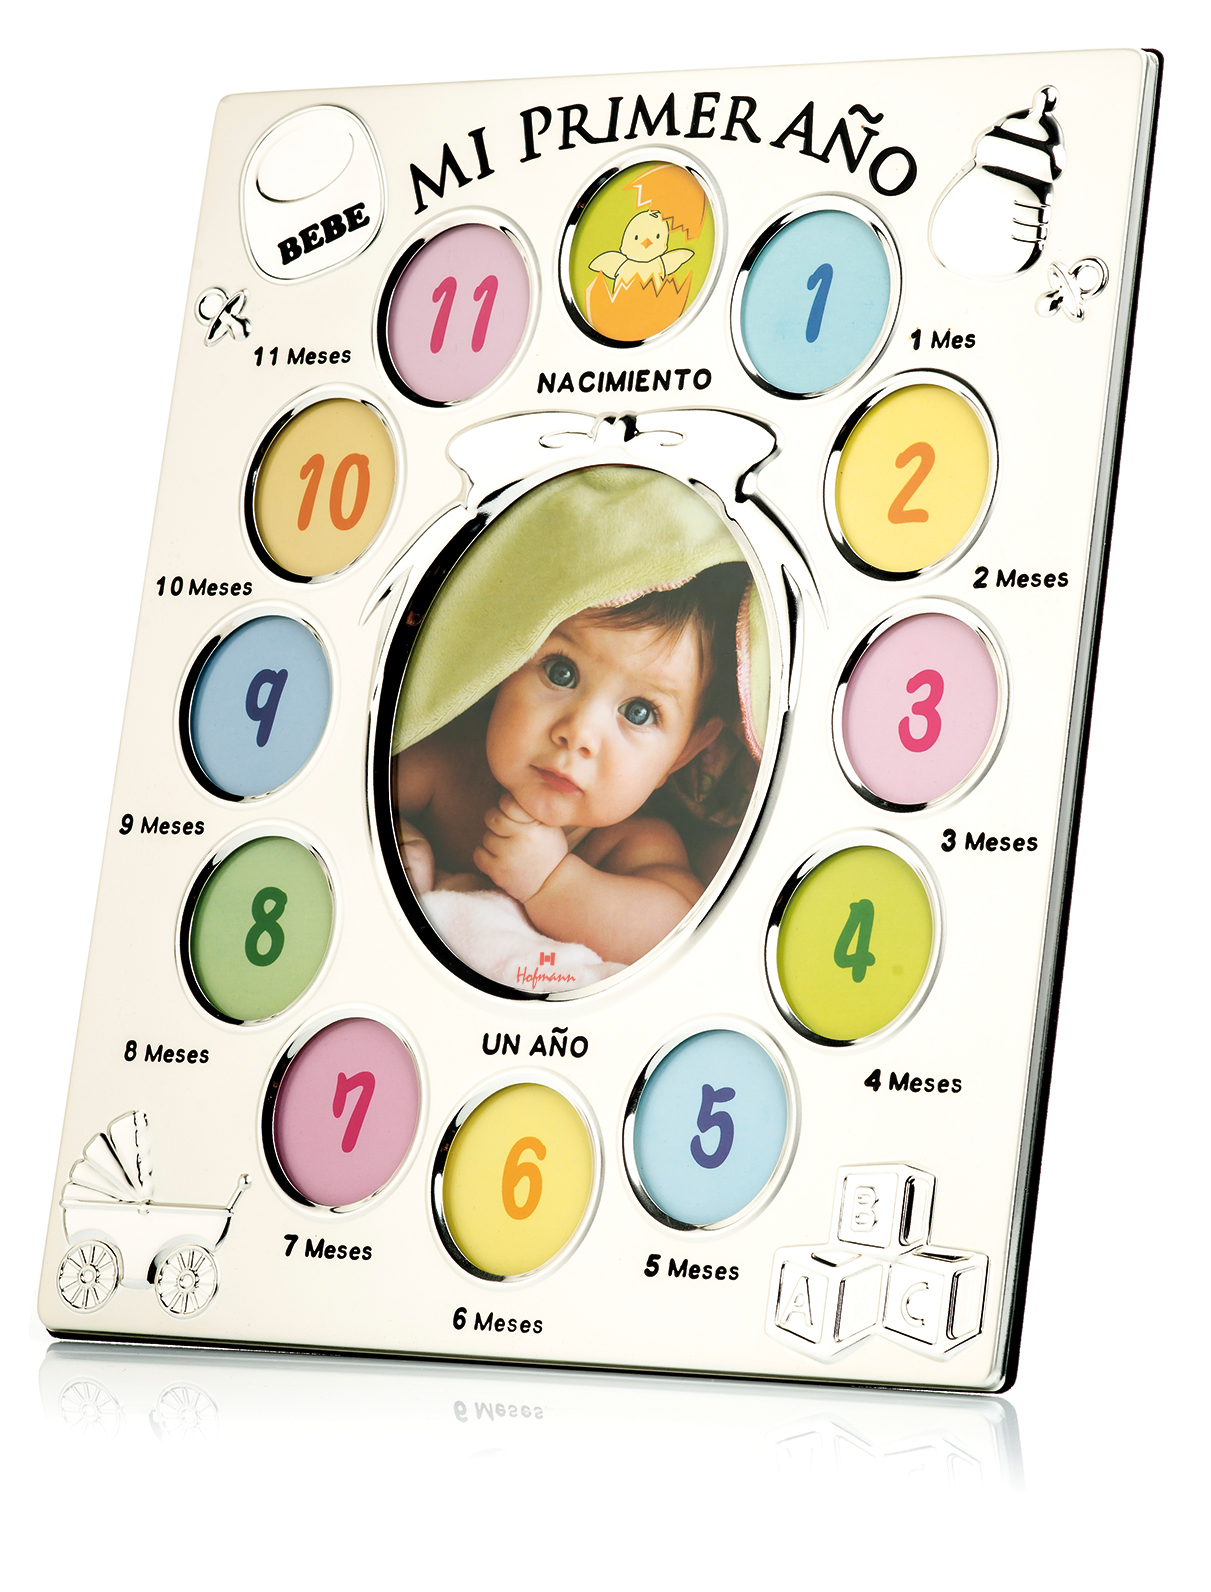 MI PRIMER AÑO
BEBE
11
1
11 Meses
1 Mes
NACIMIENTO
10
2
10 Meses
2 Meses
9
3
9 Meses
3 Meses
8
4
Hofmann
8 Meses
UN AÑO
4 Meses
7
5
6
7 Meses
5 Meses
6 Meses
B
A C
6 Meses